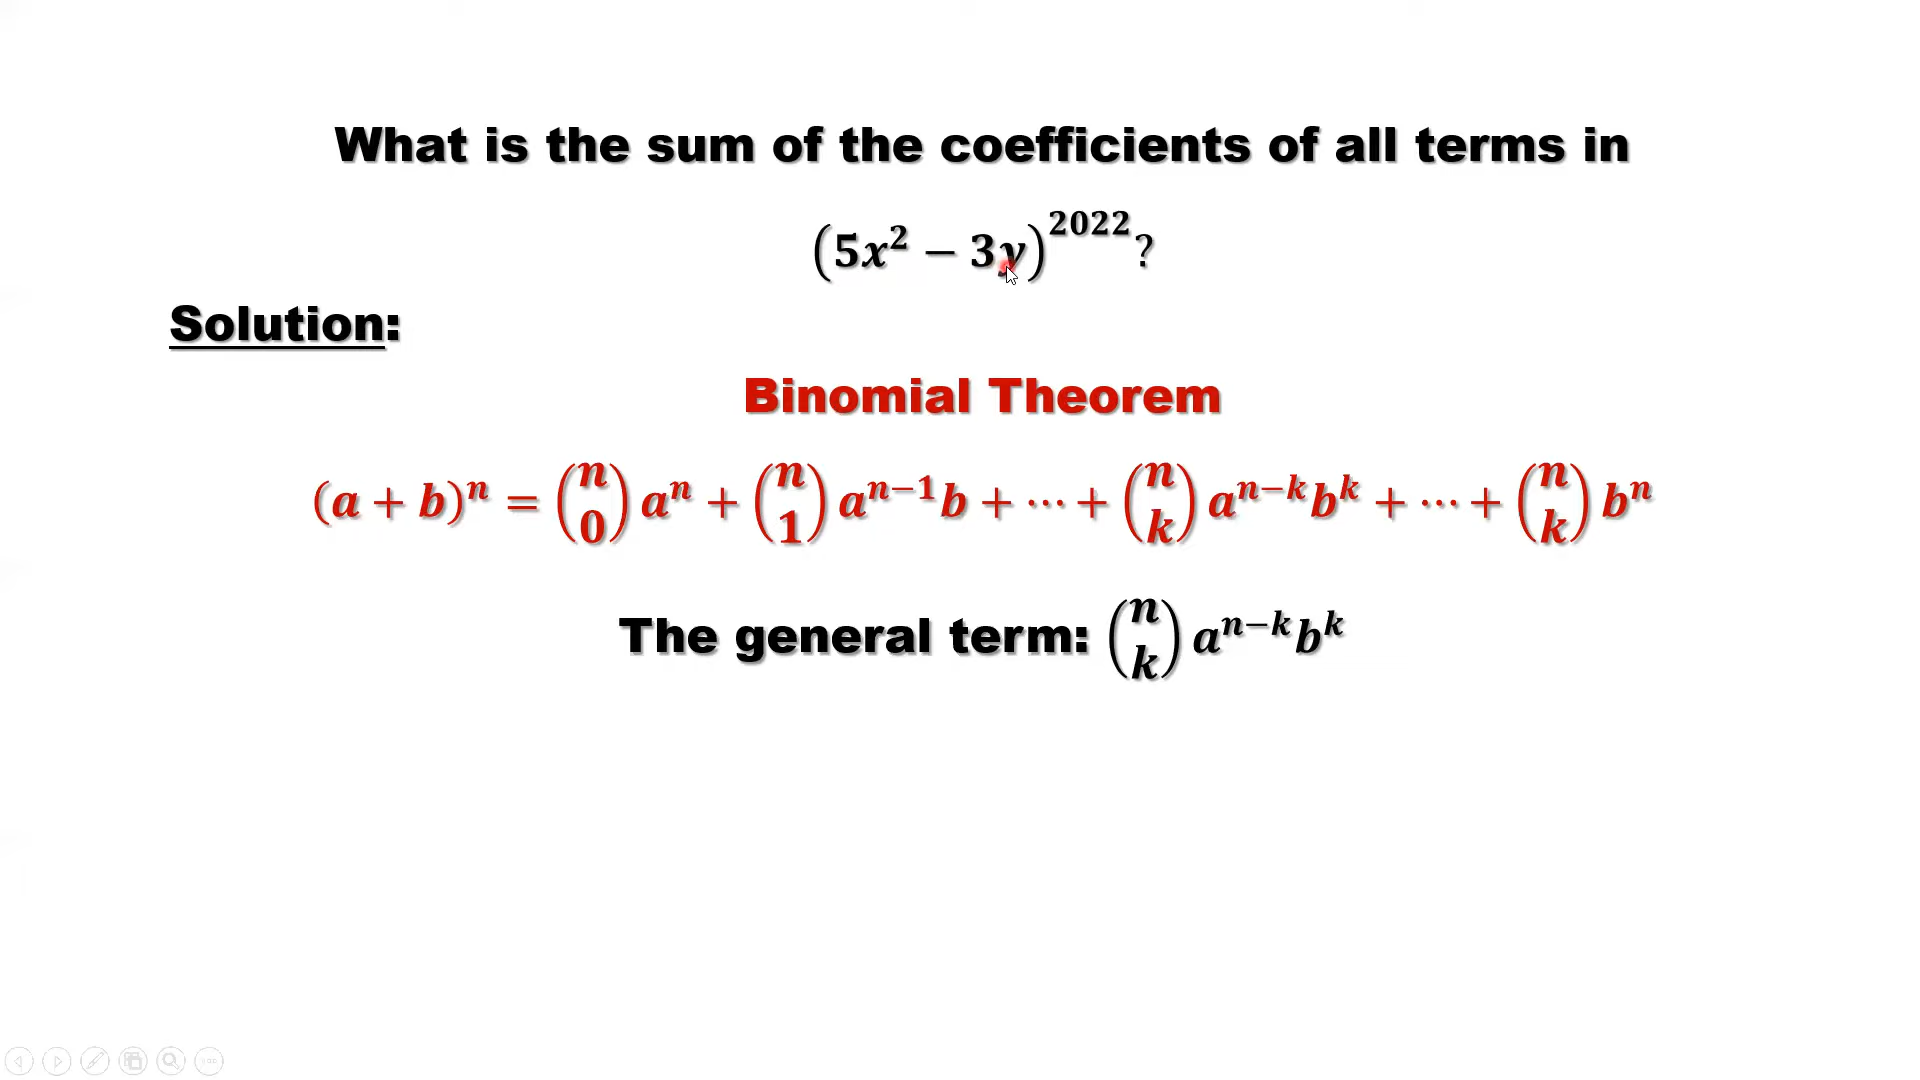 What is the sum of the coefficients of all terms in
(5x² − 3y)²⁰²²?
Solution:
Binomial Theorem
(a + b)ⁿ = (n 0) aⁿ + (n 1) aⁿ⁻¹b + ⋯ + (n k) aⁿ⁻ᵏbᵏ + ⋯ + (n k) bⁿ
The general term: (n k) aⁿ⁻ᵏbᵏ